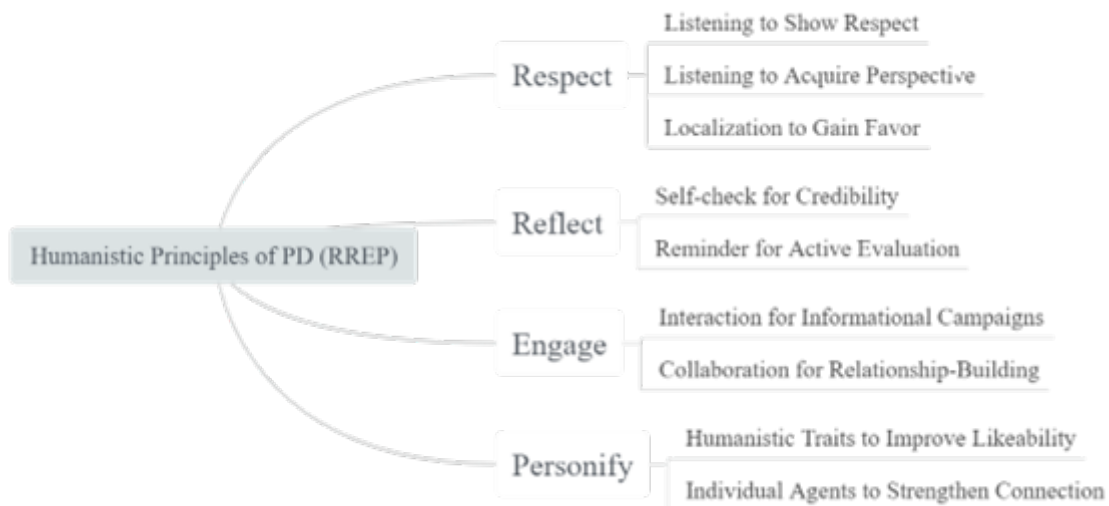 Humanistic Principles of PD (RREP)
Respect
Listening to Show Respect
Listening to Acquire Perspective
Localization to Gain Favor
Reflect
Self-check for Credibility
Reminder for Active Evaluation
Engage
Interaction for Informational Campaigns
Collaboration for Relationship-Building
Personify
Humanistic Traits to Improve Likeability
Individual Agents to Strengthen Connection